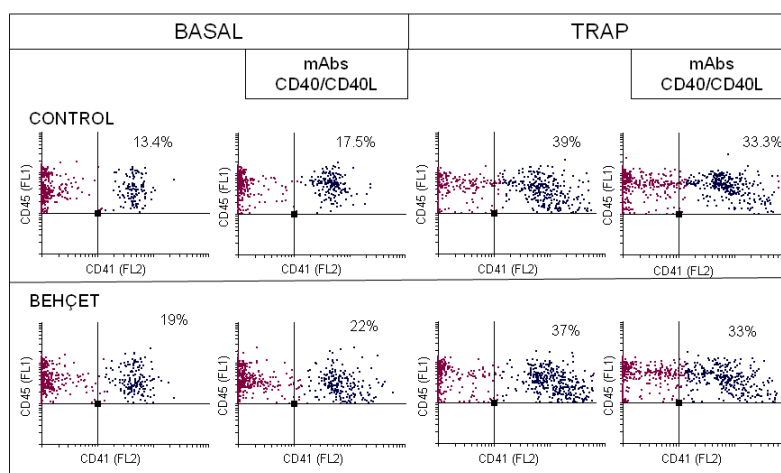 BASAL
TRAP
mAbs
CD40/CD40L
mAbs
CD40/CD40L
CONTROL
13.4%
17.5%
39%
33.3%
CD45 (FL1)
CD45 (FL1)
CD45 (FL1)
CD45 (FL1)
CD41 (FL2)
CD41 (FL2)
CD41 (FL2)
CD41 (FL2)
BEHÇET
19%
22%
37%
33%
CD45 (FL1)
CD45 (FL1)
CD45 (FL1)
CD45 (FL1)
CD41 (FL2)
CD41 (FL2)
CD41 (FL2)
CD41 (FL2)